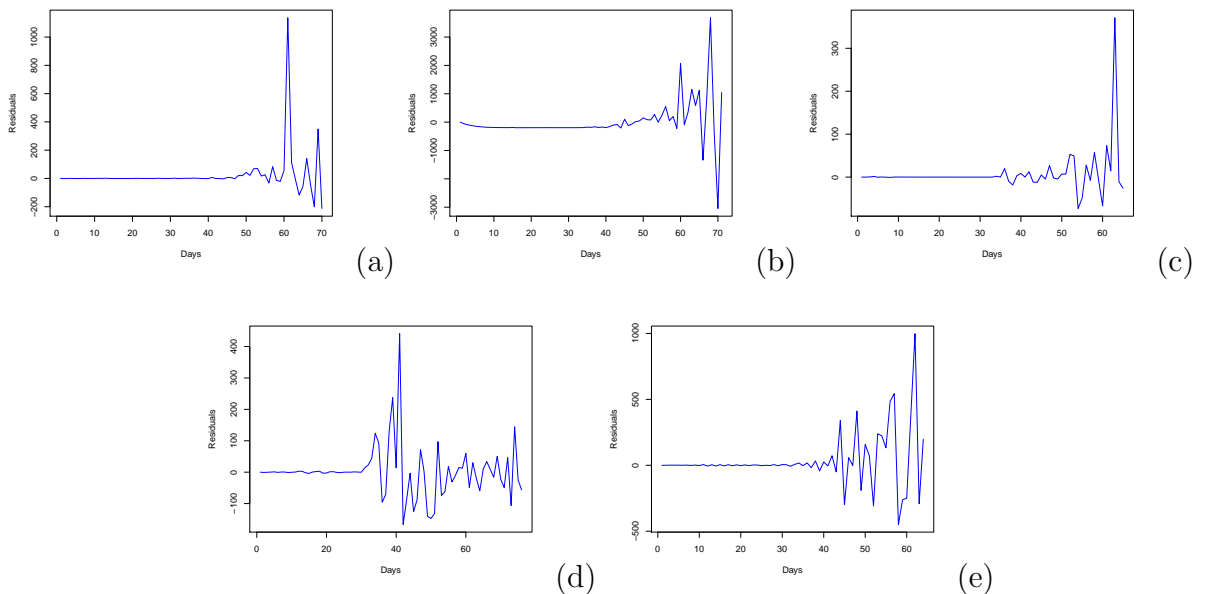 1000
800
600
400
200
0
−200
Residuals
0 10 20 30 40 50 60 70
Days
(a)
3000
1000
0
−1000
−3000
Residuals
0 10 20 30 40 50 60 70
Days
(b)
300
200
100
0
Residuals
0 10 20 30 40 50 60
Days
(c)
400
300
200
100
0
−100
Residuals
0 20 40 60
Days
(d)
1000
500
0
−500
Residuals
0 10 20 30 40 50 60
Days
(e)